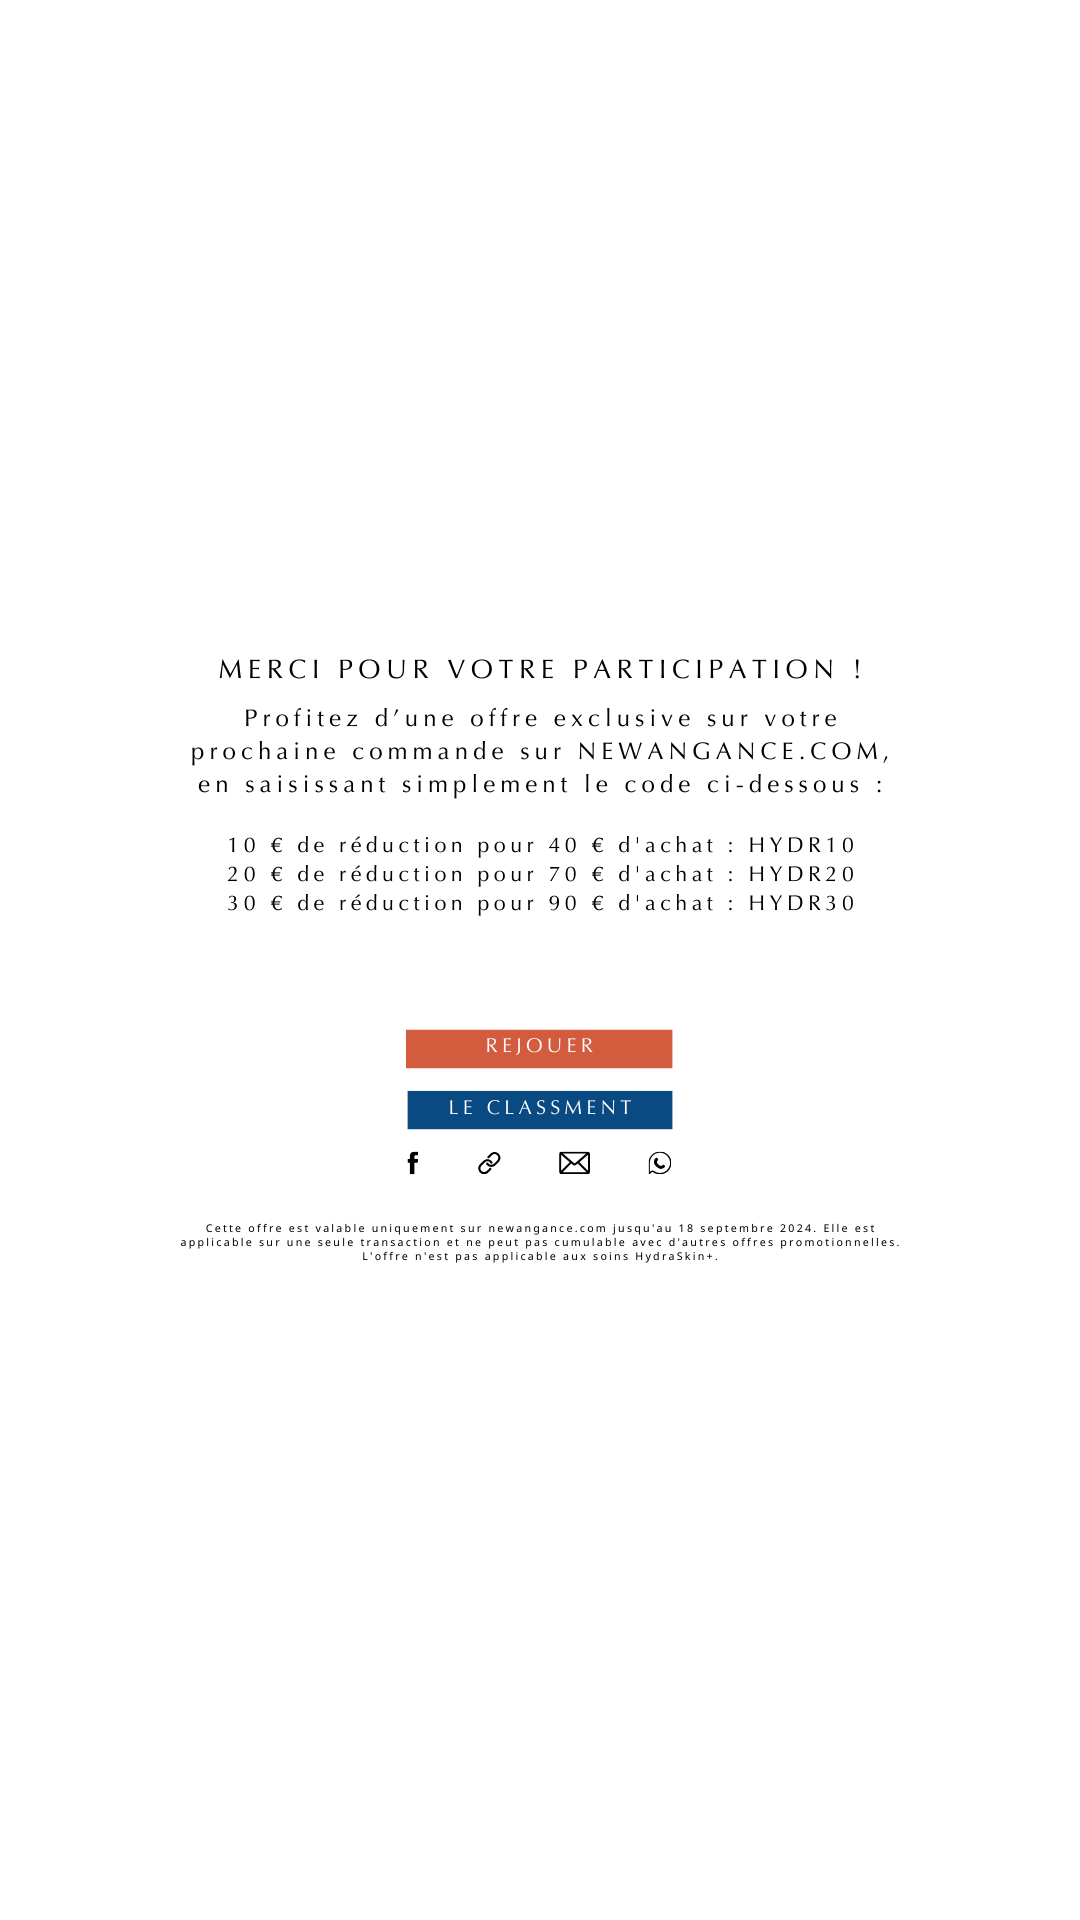 MERCI POUR VOTRE PARTICIPATION !
Profitez d’une offre exclusive sur votre
prochaine commande sur NEWANGANCE.COM,
en saisissant simplement le code ci-dessous :
10 € de réduction pour 40 € d'achat : HYDR10
20 € de réduction pour 70 € d'achat : HYDR20
30 € de réduction pour 90 € d'achat : HYDR30
REJOUER
LE CLASSMENT
Cette offre est valable uniquement sur newangance.com jusqu'au 18 septembre 2024. Elle est
applicable sur une seule transaction et ne peut pas cumulable avec d'autres offres promotionnelles.
L'offre n'est pas applicable aux soins HydraSkin+.